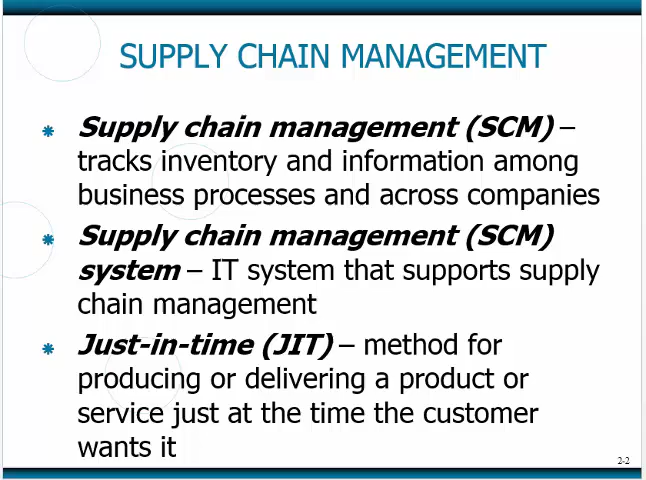 SUPPLY CHAIN MANAGEMENT
Supply chain management (SCM) –
tracks inventory and information among
business processes and across companies
Supply chain management (SCM)
system – IT system that supports supply
chain management
Just-in-time (JIT) – method for
producing or delivering a product or
service just at the time the customer
wants it
2-2